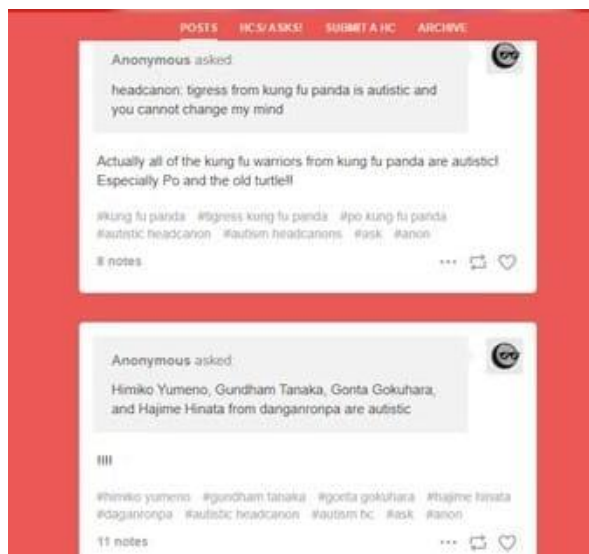 POSTS HCS/ASKS! SUBMIT A HC ARCHIVE
Anonymous asked:
headcanon: tigress from kung fu panda is autistic and
you cannot change my mind
Actually all of the kung fu warriors from kung fu panda are autistic!
Especially Po and the old turtle!!
#kung fu panda #tigress kung fu panda #po kung fu panda
#autistic headcanon #autism headcanons #ask #anon
8 notes
Anonymous asked:
Himiko Yumeno, Gundham Tanaka, Gonta Gokuhara,
and Hajime Hinata from danganronpa are autistic
!!!!
#himiko yumeno #gundham tanaka #gonta gokuhara #hajime hinata
#daganronpa #autistic headcanon #autism hc #ask #anon
11 notes